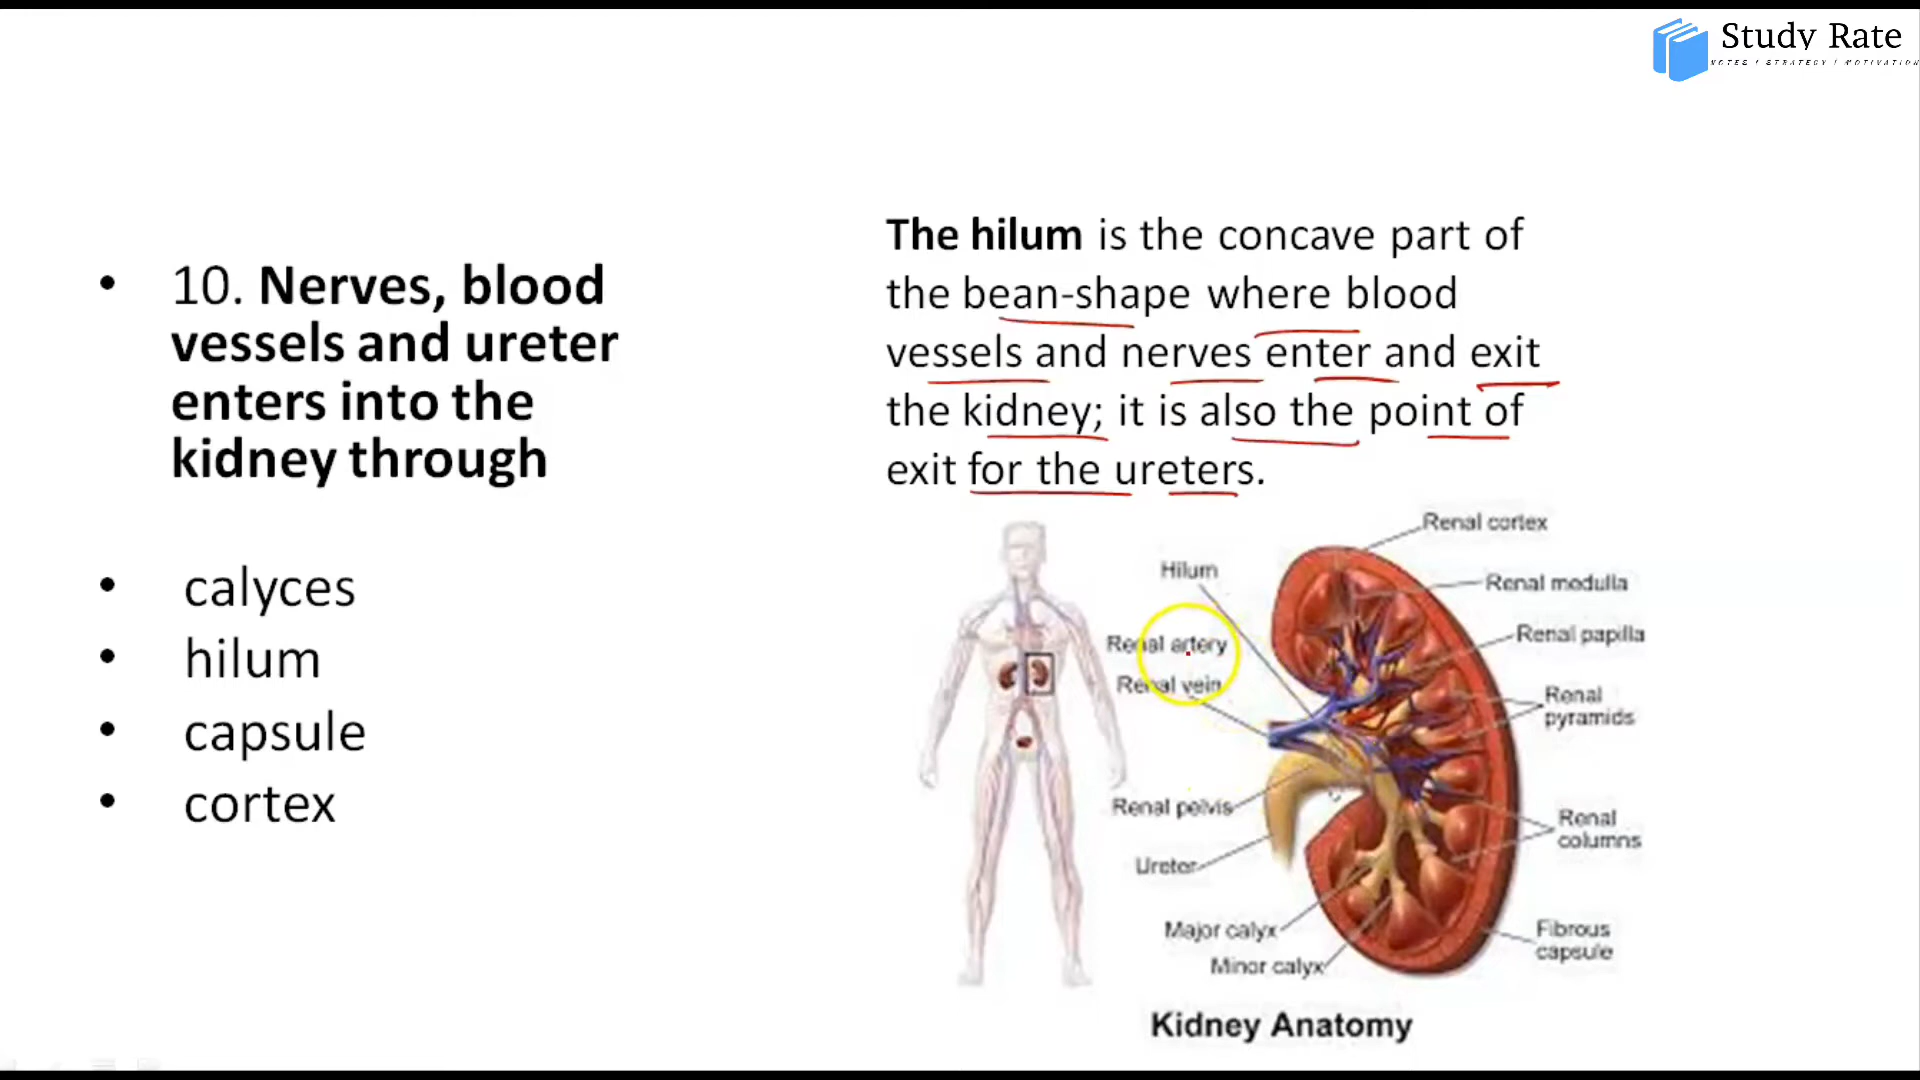 Study Rate
NOTES / STRATEGY / MOTIVATION
• 10. Nerves, blood
vessels and ureter
enters into the
kidney through
• calyces
• hilum
• capsule
• cortex
The hilum is the concave part of
the bean-shape where blood
vessels and nerves enter and exit
the kidney; it is also the point of
exit for the ureters.
Renal cortex
Hilum
Renal medulla
Renal papilla
Renal artery
Renal vein
Renal
pyramids
Renal pelvis
Renal
columns
Ureter
Major calyx
Fibrous
capsule
Minor calyx
Kidney Anatomy